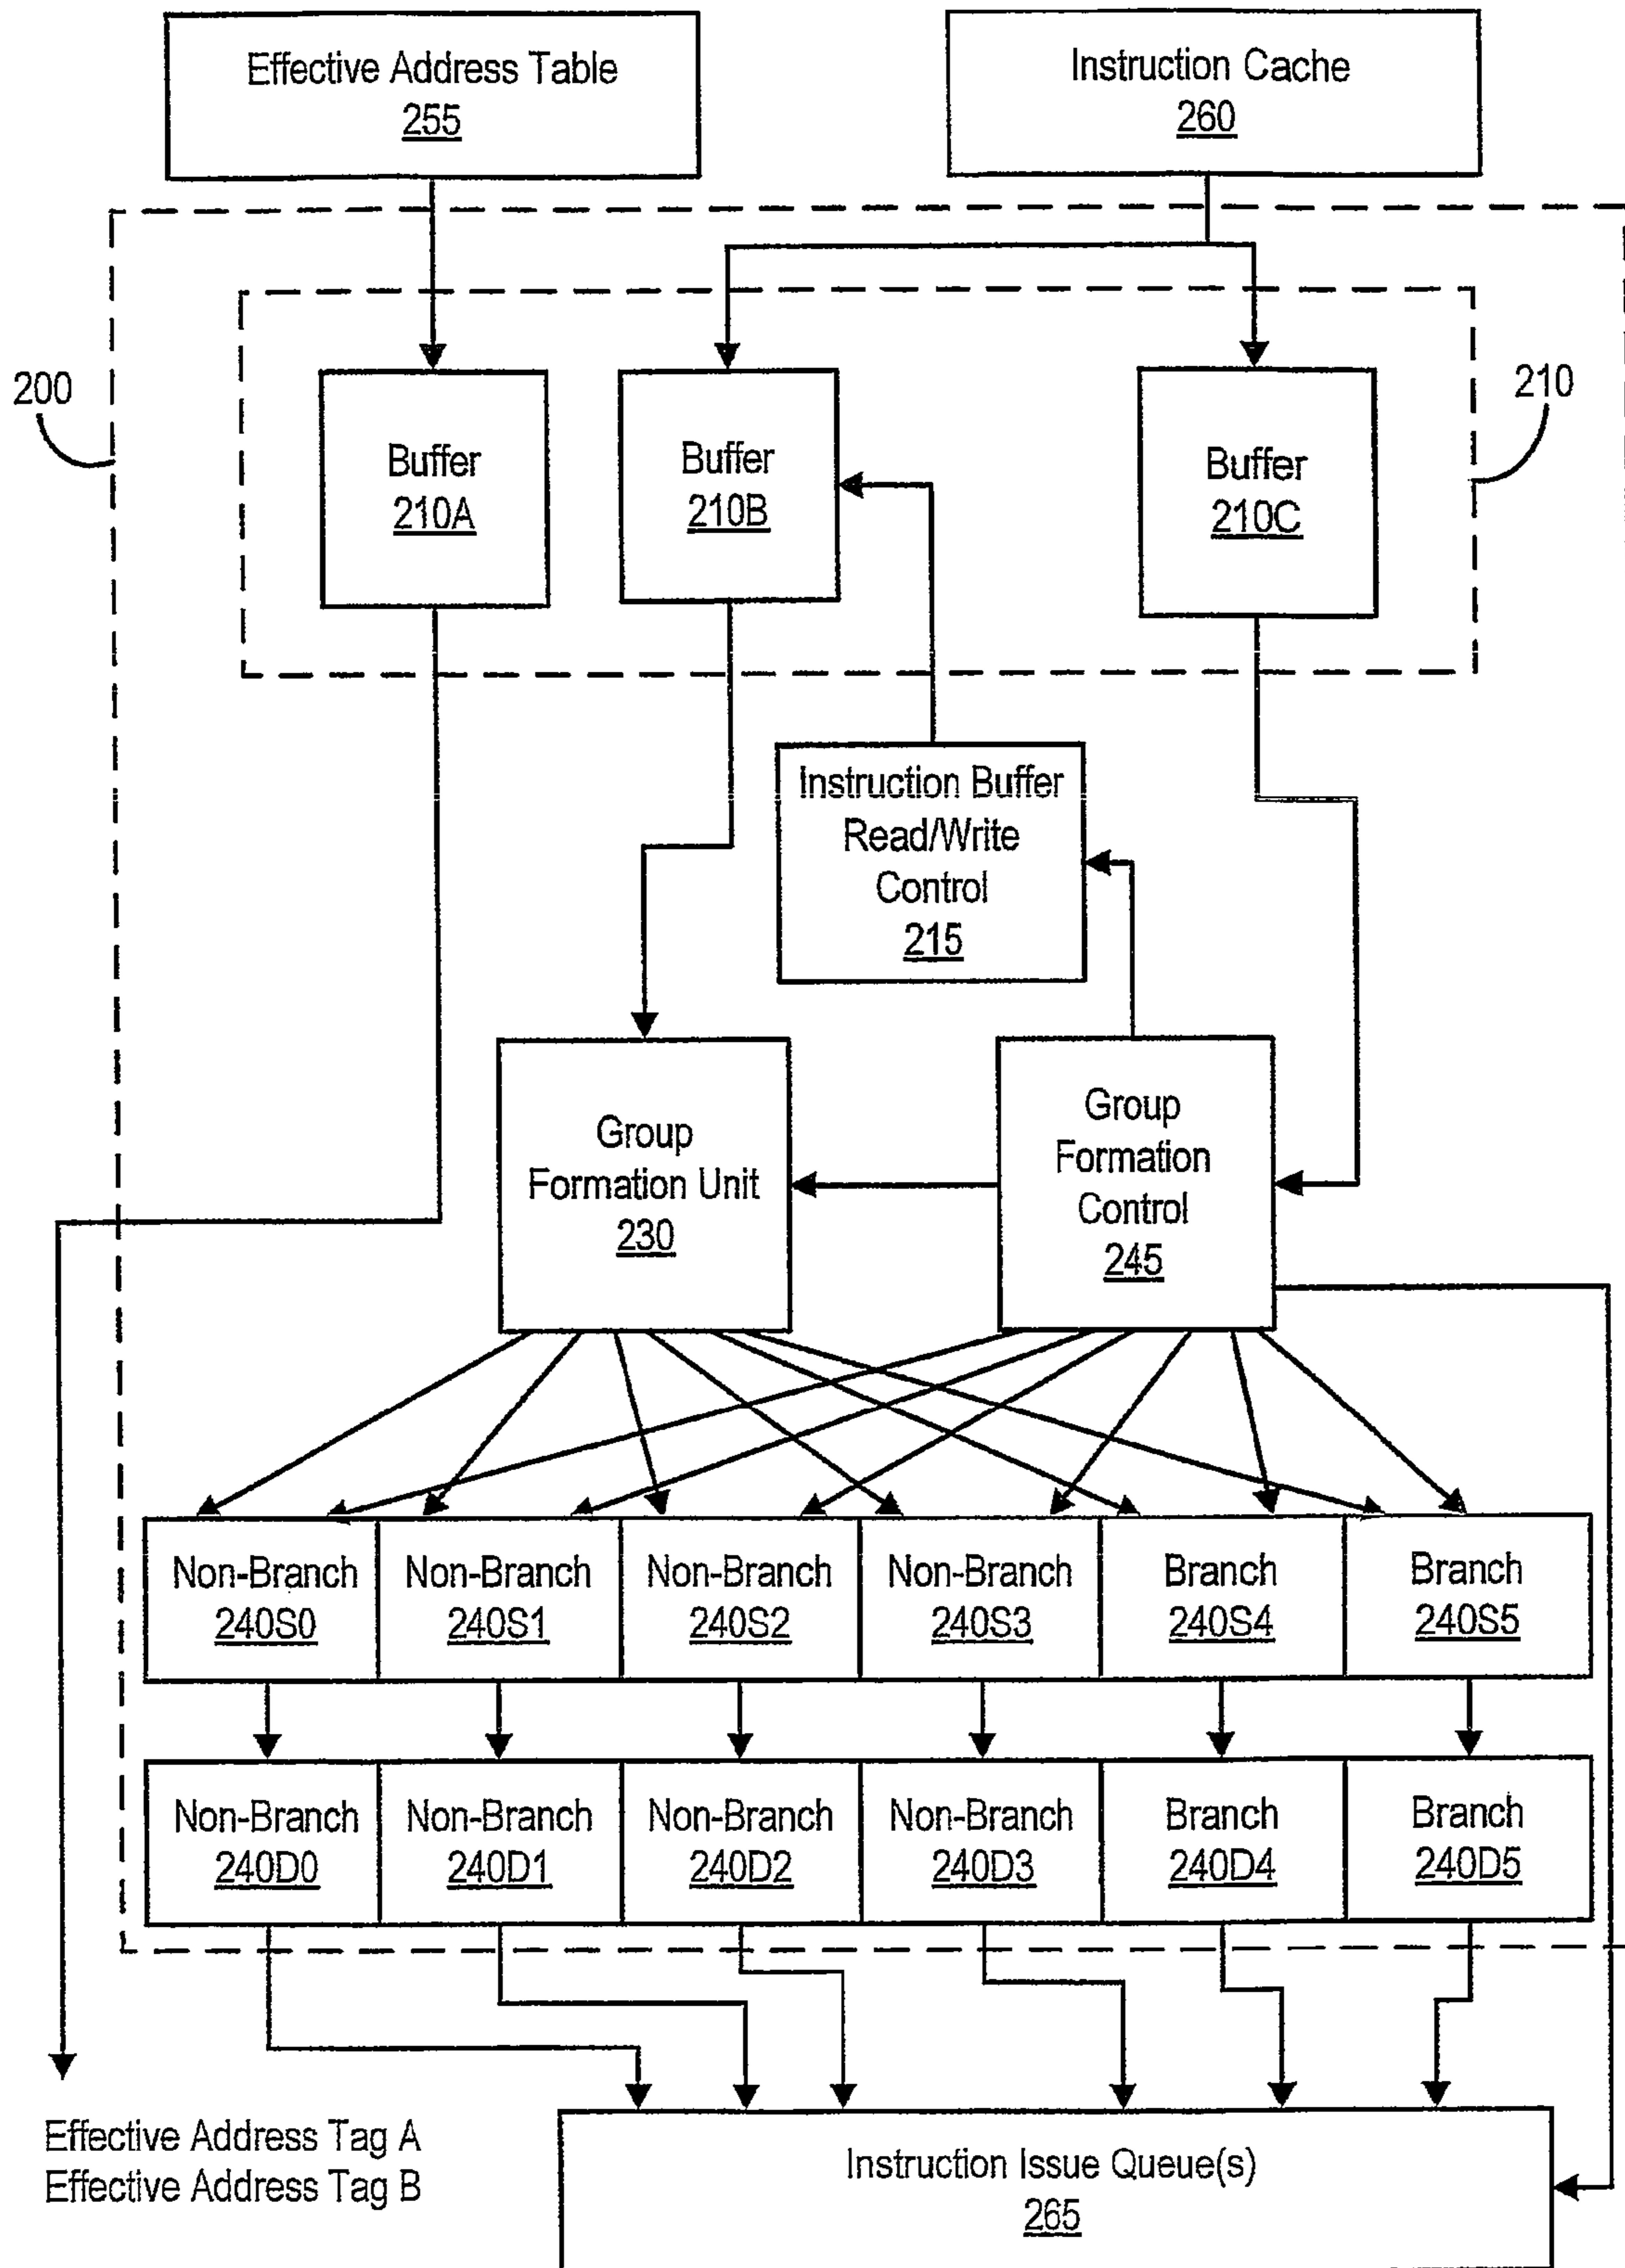 Effective Address Table
255
Instruction Cache
260
200
210
Buffer
210A
Buffer
210B
Buffer
210C
Instruction Buffer
Read/Write
Control
215
Group
Formation Unit
230
Group
Formation
Control
245
Non-Branch
240S0
Non-Branch
240S1
Non-Branch
240S2
Non-Branch
240S3
Branch
240S4
Branch
240S5
Non-Branch
240D0
Non-Branch
240D1
Non-Branch
240D2
Non-Branch
240D3
Branch
240D4
Branch
240D5
Effective Address Tag A
Effective Address Tag B
Instruction Issue Queue(s)
265